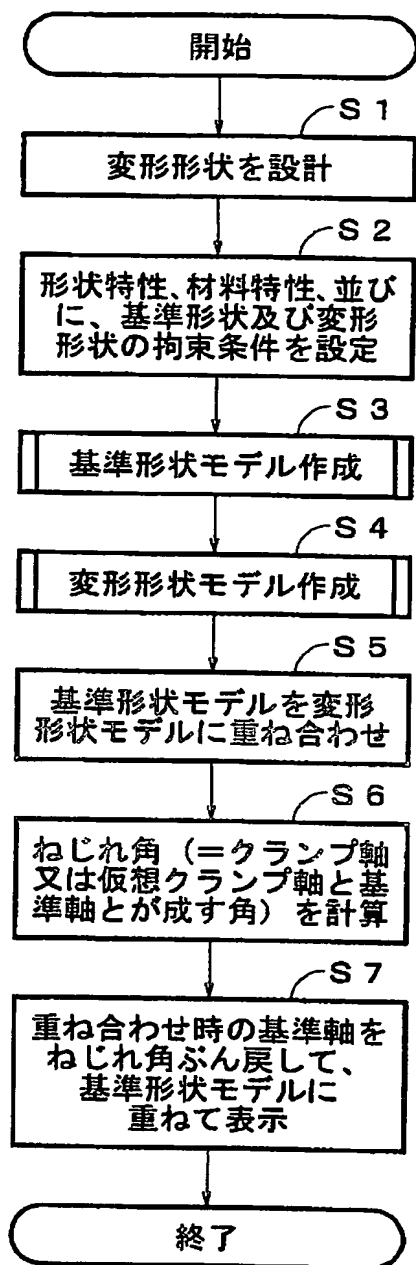 開始
S1
変形形状を設計
S2
形状特性、材料特性、並び
に、基準形状及び変形
形状の拘束条件を設定
S3
基準形状モデル作成
S4
変形形状モデル作成
S5
基準形状モデルを変形
形状モデルに重ね合わせ
S6
ねじれ角（＝クランプ軸
又は仮想クランプ軸と基
準軸とが成す角）を計算
S7
重ね合わせ時の基準軸を
ねじれ角ぶん戻して、
基準形状モデルに
重ねて表示
終了